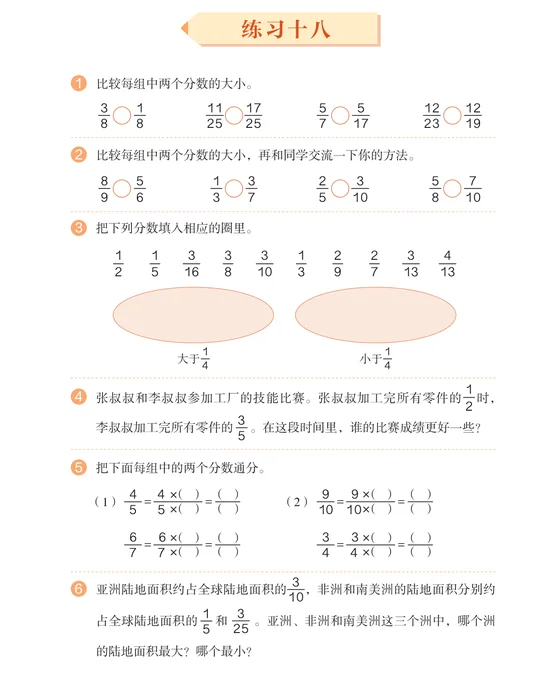 练习十八
1 比较每组中两个分数的大小。
3/8 ○ 1/8 11/25 ○ 17/25 5/7 ○ 5/17 12/23 ○ 12/19
2 比较每组中两个分数的大小，再和同学交流一下你的方法。
8/9 ○ 5/6 1/3 ○ 3/7 2/5 ○ 3/10 5/8 ○ 7/10
3 把下列分数填入相应的圈里。
1/2 1/5 3/16 3/8 3/10 1/3 2/9 2/7 3/13 4/13
大于1/4 小于1/4
4 张叔叔和李叔叔参加工厂的技能比赛。张叔叔加工完所有零件的1/2时，
李叔叔加工完所有零件的3/5。在这段时间里，谁的比赛成绩更好一些？
5 把下面每组中的两个分数通分。
（1）4/5=4×( )/5×( )=( )/( ) （2）9/10=9×( )/10×( )=( )/( )
6/7=6×( )/7×( )=( )/( ) 3/4=3×( )/4×( )=( )/( )
6 亚洲陆地面积约占全球陆地面积的3/10，非洲和南美洲的陆地面积分别约
占全球陆地面积的1/5和3/25。亚洲、非洲和南美洲这三个洲中，哪个洲
的陆地面积最大？哪个最小？